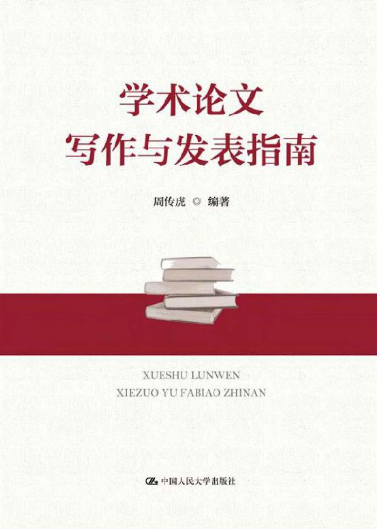 学术论文
写作与发表指南
周传虎 ◎ 编著
XUESHU LUNWEN
XIEZUO YU FABIAO ZHINAN
中国人民大学出版社